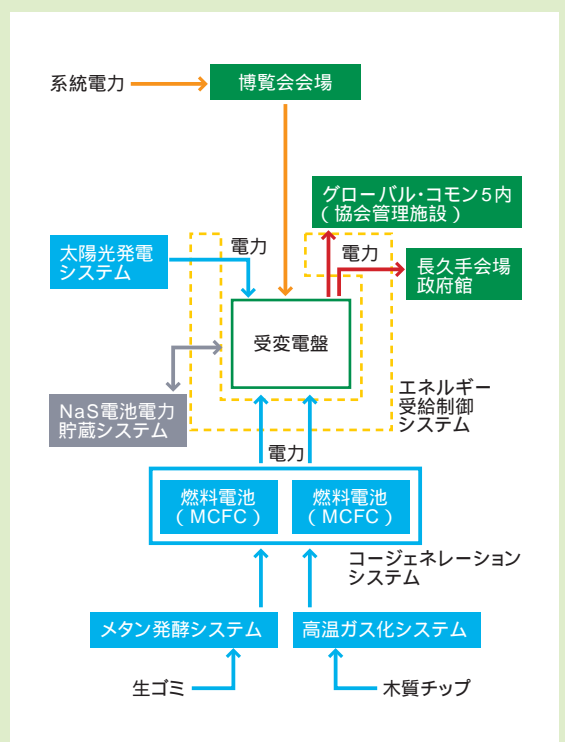 系統電力
博覧会会場
グローバル・コモン5内
(協会管理施設)
太陽光発電
システム
電力
電力
長久手会場
政府館
受変電盤
NaS電池電力
貯蔵システム
エネルギー
受給制御
システム
電力
燃料電池
(MCFC)
燃料電池
(MCFC)
コージェネレーション
システム
メタン発酵システム
高温ガス化システム
生ゴミ
木質チップ